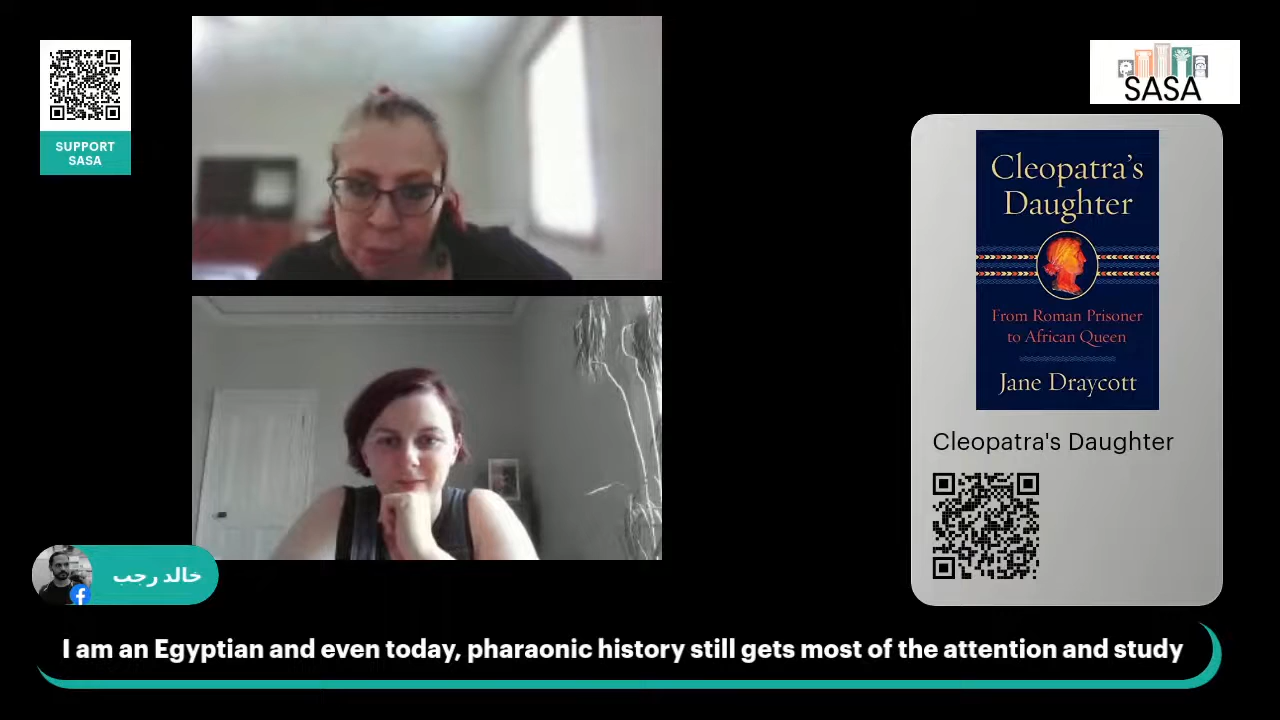 SUPPORT
SASA
SASA
Cleopatra's
Daughter
From Roman Prisoner
to African Queen
Jane Draycott
Cleopatra's Daughter
خالد رجب
I am an Egyptian and even today, pharaonic history still gets most of the attention and study